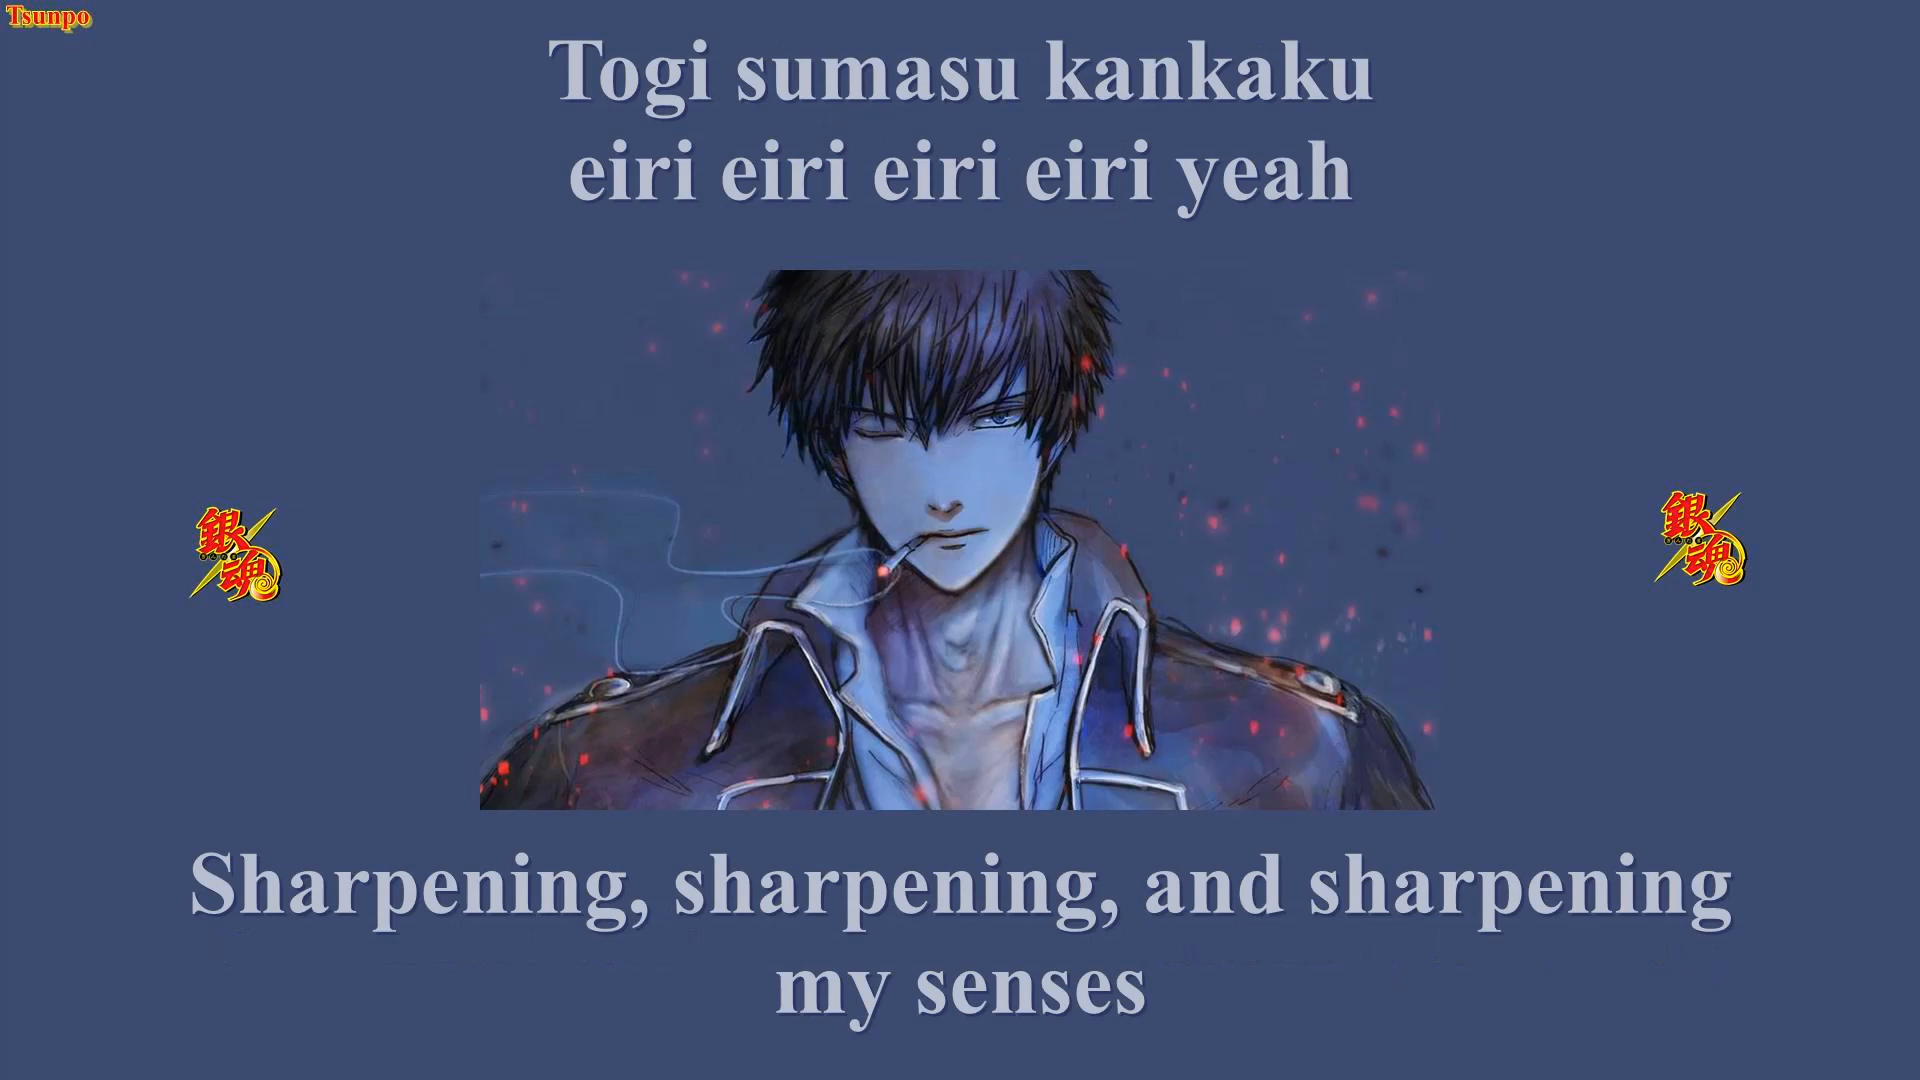 Tsunpo
Togi sumasu kankaku
eiri eiri eiri eiri yeah
銀魂
銀魂
Sharpening, sharpening, and sharpening
my senses